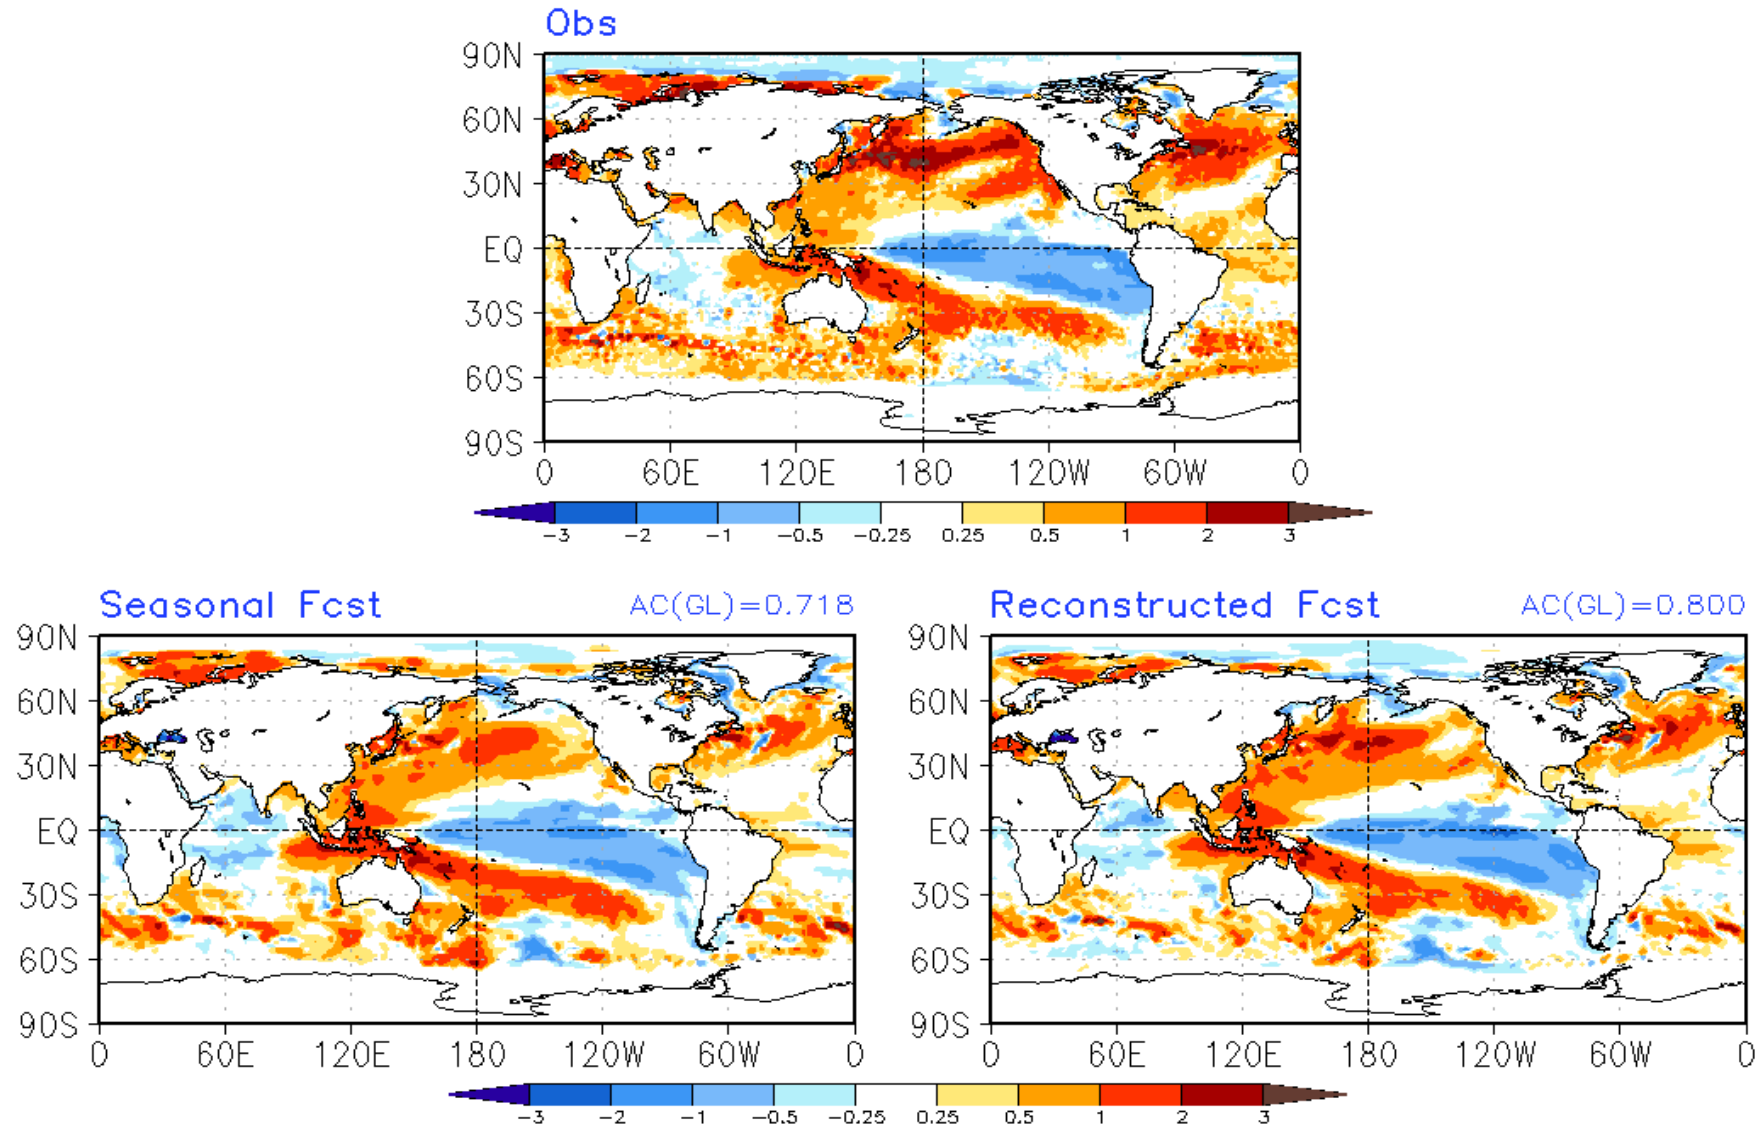 Obs
90N
60N
30N
EQ
30S
60S
90S
0 60E 120E 180 120W 60W 0
-3 -2 -1 -0.5 -0.25 0.25 0.5 1 2 3
Seasonal Fcst AC(GL)=0.718
90N
60N
30N
EQ
30S
60S
90S
0 60E 120E 180 120W 60W 0
Reconstructed Fcst AC(GL)=0.800
90N
60N
30N
EQ
30S
60S
90S
0 60E 120E 180 120W 60W 0
-3 -2 -1 -0.5 -0.25 0.25 0.5 1 2 3